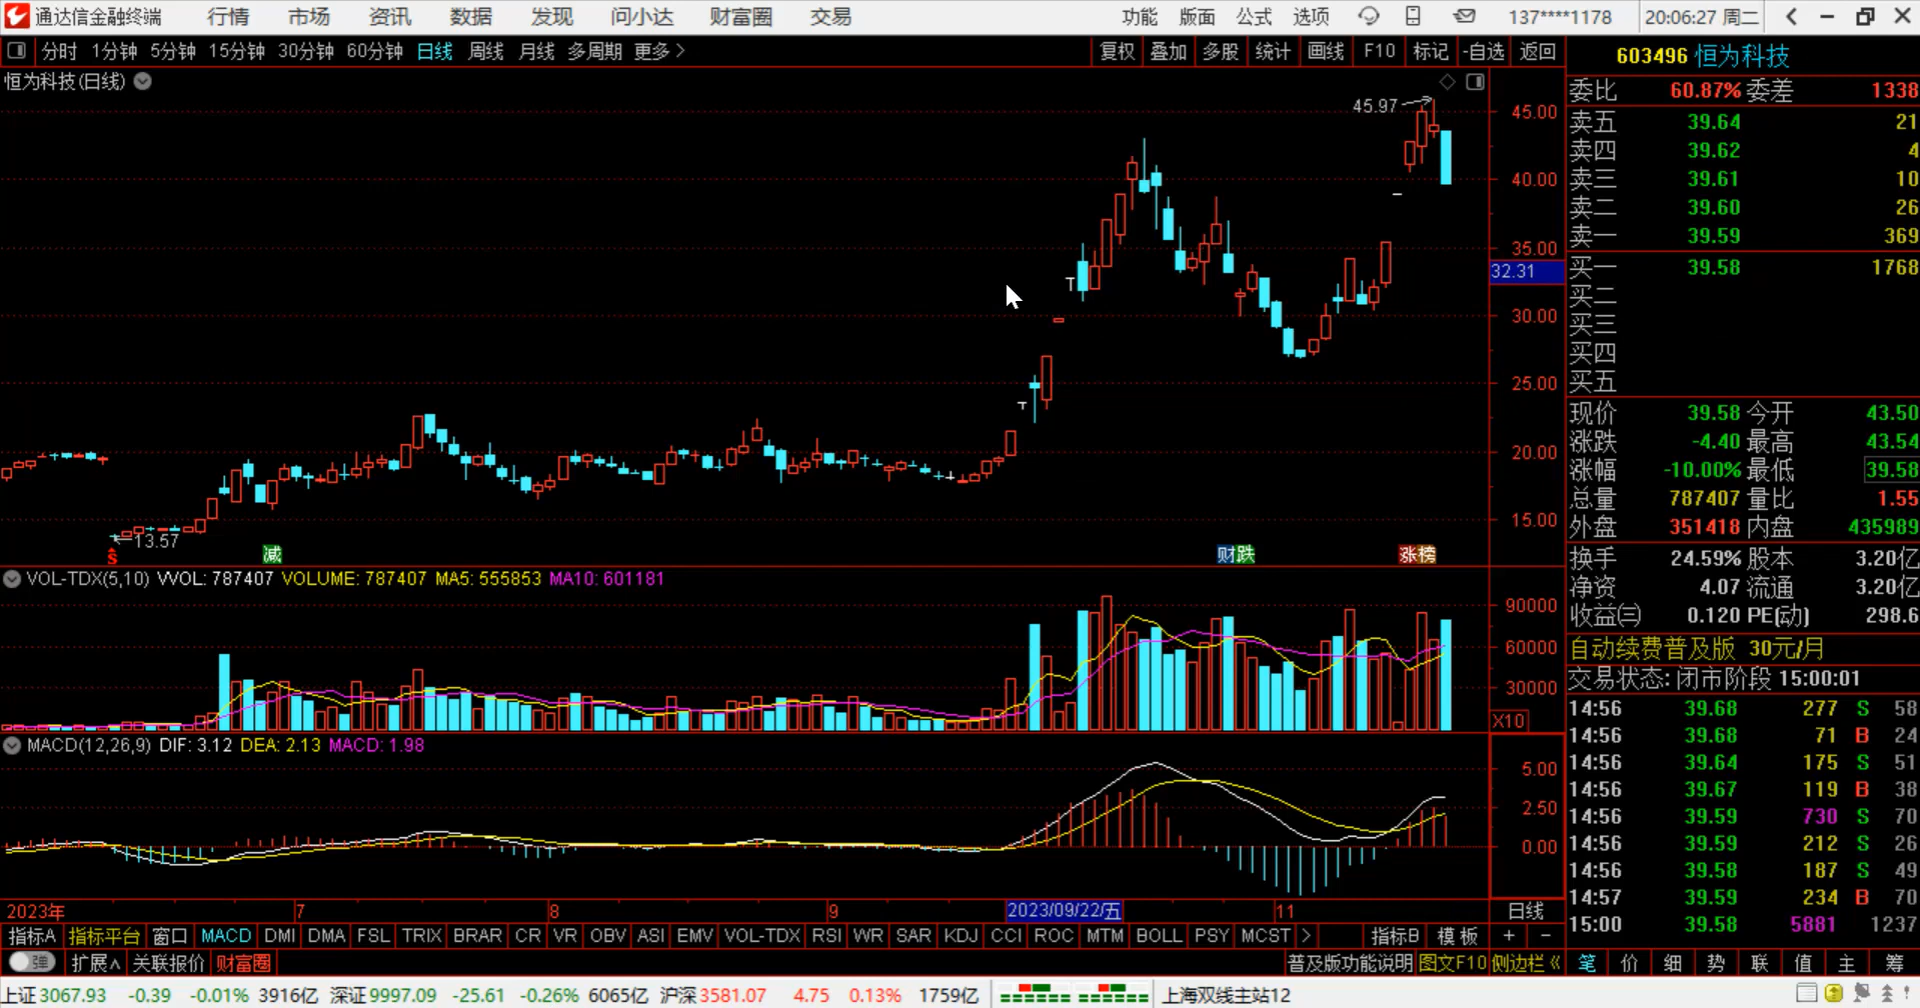 通达信金融终端 行情 市场 资讯 数据 发现 问小达 财富圈 交易 功能 版面 公式 选项 137****1178 20:06:27 周二
分时 1分钟 5分钟 15分钟 30分钟 60分钟 日线 周线 月线 多周期 更多 复权 叠加 多股 统计 画线 F10 标记 -自选 返回
603496 恒为科技
恒为科技(日线)
45.97
13.57
45.00
40.00
35.00
32.31
30.00
25.00
20.00
15.00
S
减
财 跌
涨 榜
委比 60.87% 委差 1338
卖五 39.64 21
卖四 39.62 4
卖三 39.61 10
卖二 39.60 26
卖一 39.59 369
买一 39.58 1768
买二
买三
买四
买五
现价 39.58 今开 43.50
涨跌 -4.40 最高 43.54
涨幅 -10.00% 最低 39.58
总量 787407 量比 1.55
外盘 351418 内盘 435989
换手 24.59% 股本 3.20亿
净资 4.07 流通 3.20亿
收益㈢ 0.120 PE(动) 298.6
自动续费普及版 30元/月
交易状态: 闭市阶段 15:00:01
14:56 39.68 277 S 58
14:56 39.68 71 B 24
14:56 39.64 175 S 51
14:56 39.67 119 B 38
14:56 39.59 730 S 70
14:56 39.59 212 S 26
14:56 39.58 187 S 49
14:57 39.59 234 B 70
15:00 39.58 5881 1237
VOL-TDX(5,10) VVOL: 787407 VOLUME: 787407 MA5: 555853 MA10: 601181
90000
60000
30000
X10
MACD(12,26,9) DIF: 3.12 DEA: 2.13 MACD: 1.98
5.00
2.50
0.00
2023年 7 8 9 2023/09/22/五 11 日线
指标A 指标平台 窗口 MACD DMI DMA FSL TRIX BRAR CR VR OBV ASI EMV VOL-TDX RSI WR SAR KDJ CCI ROC MTM BOLL PSY MCST 指标B 模板 + -
弹 扩展∧ 关联报价 财富圈 普及版功能说明 图文F10 侧边栏《 笔 价 细 势 联 值 主 筹
上证3067.93 -0.39 -0.01% 3916亿 深证9997.09 -25.61 -0.26% 6065亿 沪深3581.07 4.75 0.13% 1759亿 上海双线主站12